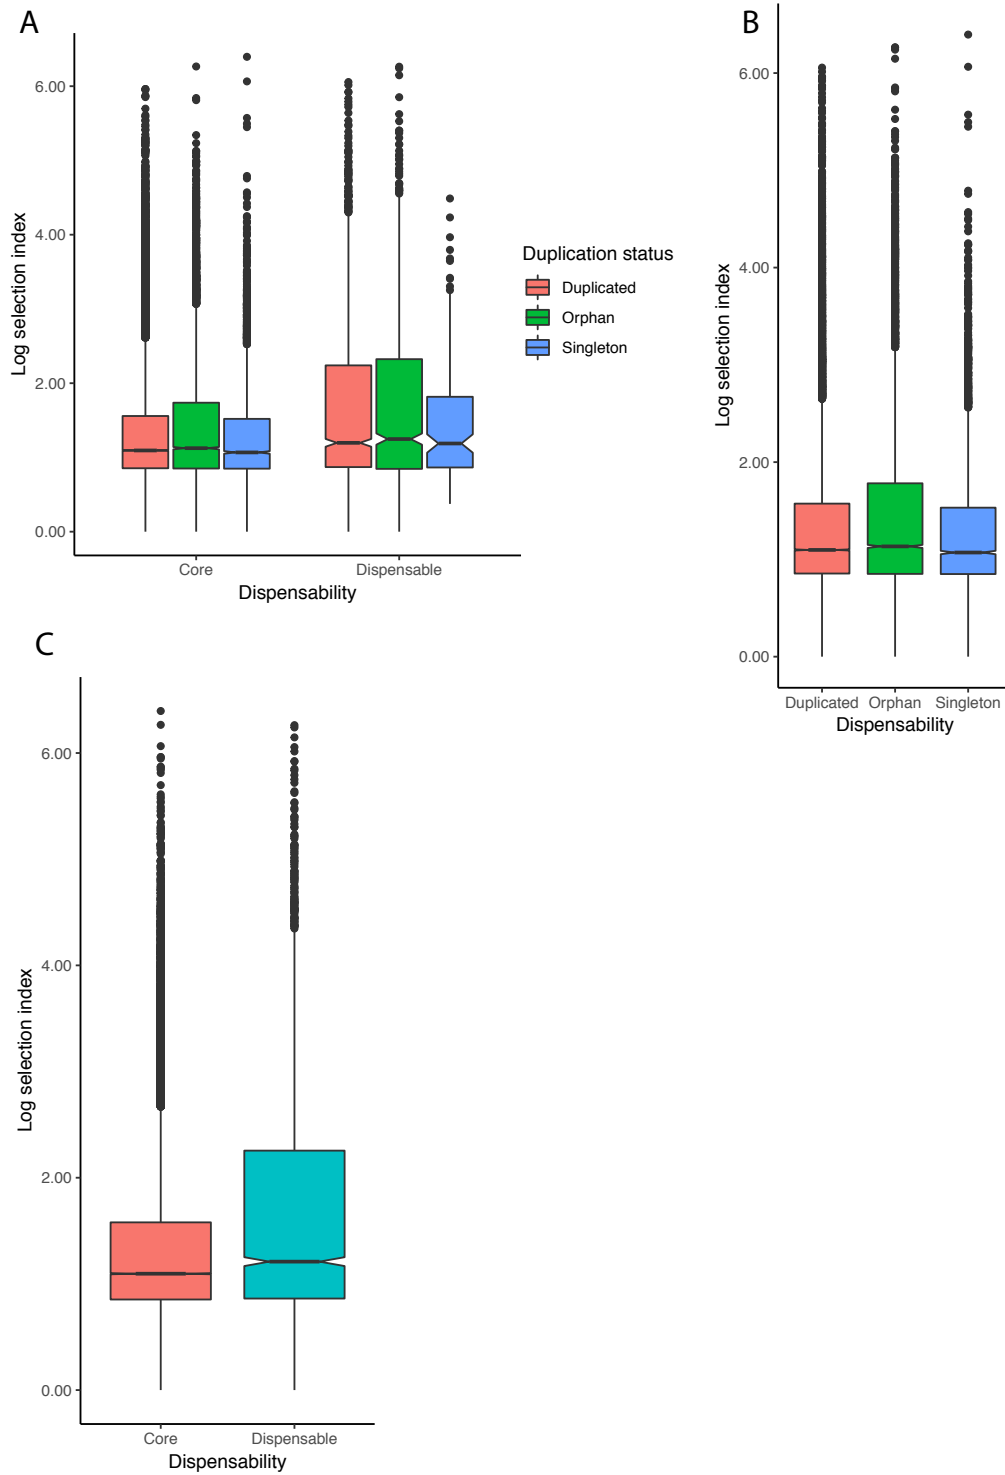 A
6.00
4.00
2.00
0.00
Log selection index
Core
Dispensable
Dispensability
Duplication status
Duplicated
Orphan
Singleton
B
6.00
4.00
2.00
0.00
Log selection index
Duplicated
Orphan
Singleton
Dispensability
C
6.00
4.00
2.00
0.00
Log selection index
Core
Dispensable
Dispensability